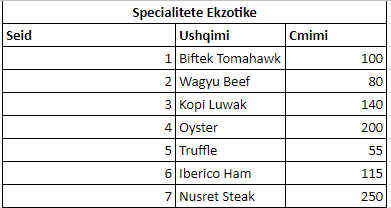 Specialitete Ekzotike
Seid Ushqimi Cmimi
1 Biftek Tomahawk 100
2 Wagyu Beef 80
3 Kopi Luwak 140
4 Oyster 200
5 Truffle 55
6 Iberico Ham 115
7 Nusret Steak 250